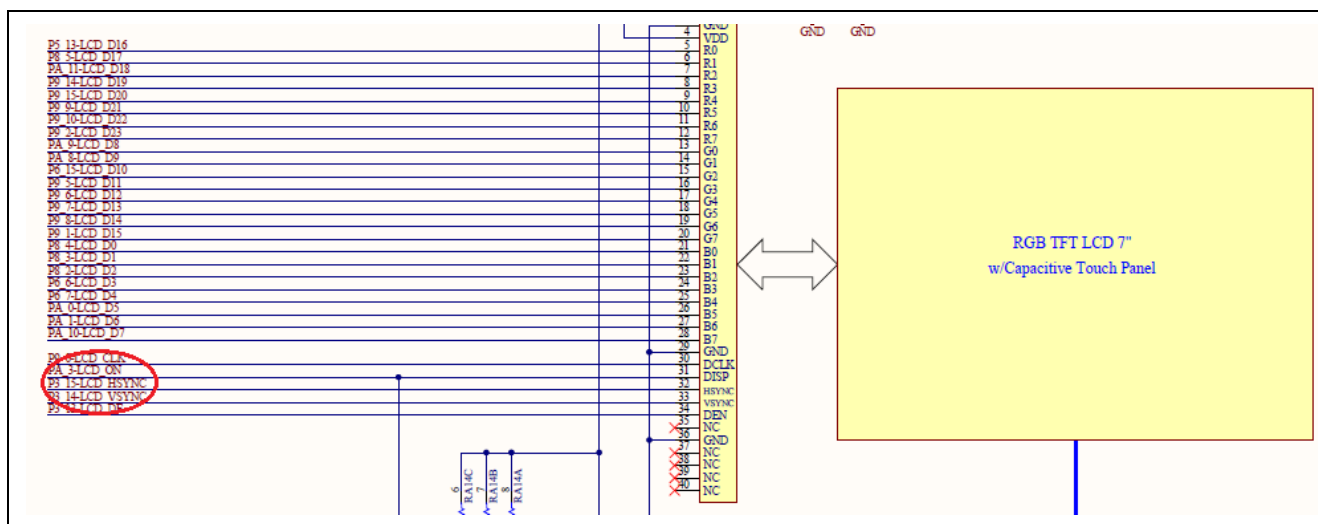 GND
4 VDD
GND GND
P5_13-LCD_D16 5 R0
P8_5-LCD_D17 6 R1
PA_11-LCD_D18 7 R2
P9_14-LCD_D19 8 R3
P9_15-LCD_D20 9 R4
P9_9-LCD_D21 10 R5
P9_10-LCD_D22 11 R6
P9_2-LCD_D23 12 R7
PA_9-LCD_D8 13 G0
PA_8-LCD_D9 14 G1
P6_15-LCD_D10 15 G2
P9_5-LCD_D11 16 G3
P9_6-LCD_D12 17 G4
P9_7-LCD_D13 18 G5
P9_8-LCD_D14 19 G6
P9_1-LCD_D15 20 G7
P8_4-LCD_D0 21 B0
P8_3-LCD_D1 22 B1
P8_2-LCD_D2 23 B2
P6_6-LCD_D3 24 B3
P6_7-LCD_D4 25 B4
PA_0-LCD_D5 26 B5
PA_1-LCD_D6 27 B6
PA_10-LCD_D7 28 B7
29 GND
LCD_CLK 30 DCLK
PA_3-LCD_ON 31 DISP
P3_15-LCD_HSYNC 32 HSYNC
P3_14-LCD_VSYNC 33 VSYNC
LCD_DE 34 DEN
35 NC
36 GND
37 NC
38 NC
39 NC
40 NC
6 RA14C
7 RA14B
8 RA14A
RGB TFT LCD 7"
w/Capacitive Touch Panel